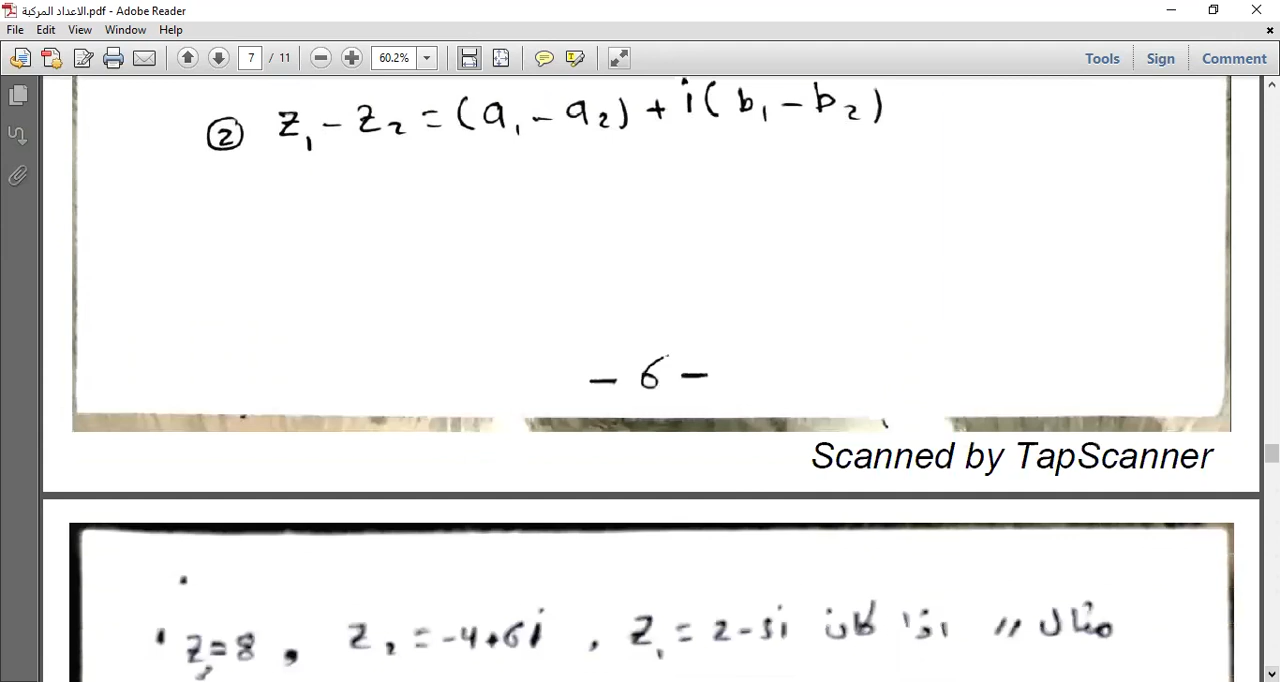 الاعداد المركبة.pdf - Adobe Reader
File Edit View Window Help
7 / 11 60.2% Tools Sign Comment
② z₁ - z₂ = (a₁ - a₂) + i(b₁ - b₂)
- 6 -
Scanned by TapScanner
مثال // اذا كان z₁ = 2-5i , z₂ = -4+6i , z₃=8